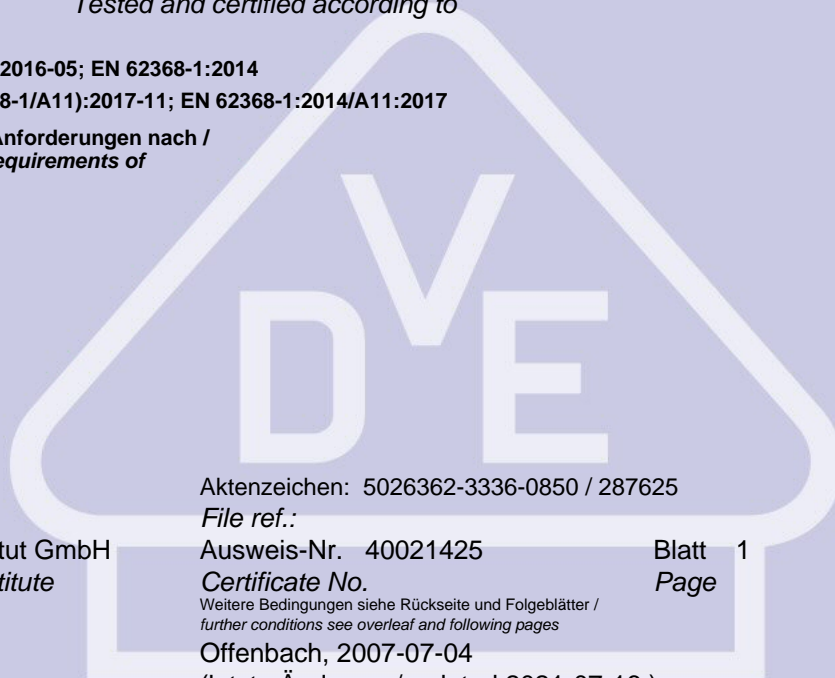 Tested and certified according to
2016-05; EN 62368-1:2014
8-1/A11):2017-11; EN 62368-1:2014/A11:2017
Anforderungen nach /
equirements of
VDE
Aktenzeichen: 5026362-3336-0850 / 287625
File ref.:
tut GmbH Ausweis-Nr. 40021425 Blatt 1
titute Certificate No. Page
Weitere Bedingungen siehe Rückseite und Folgeblätter /
further conditions see overleaf and following pages
Offenbach, 2007-07-04